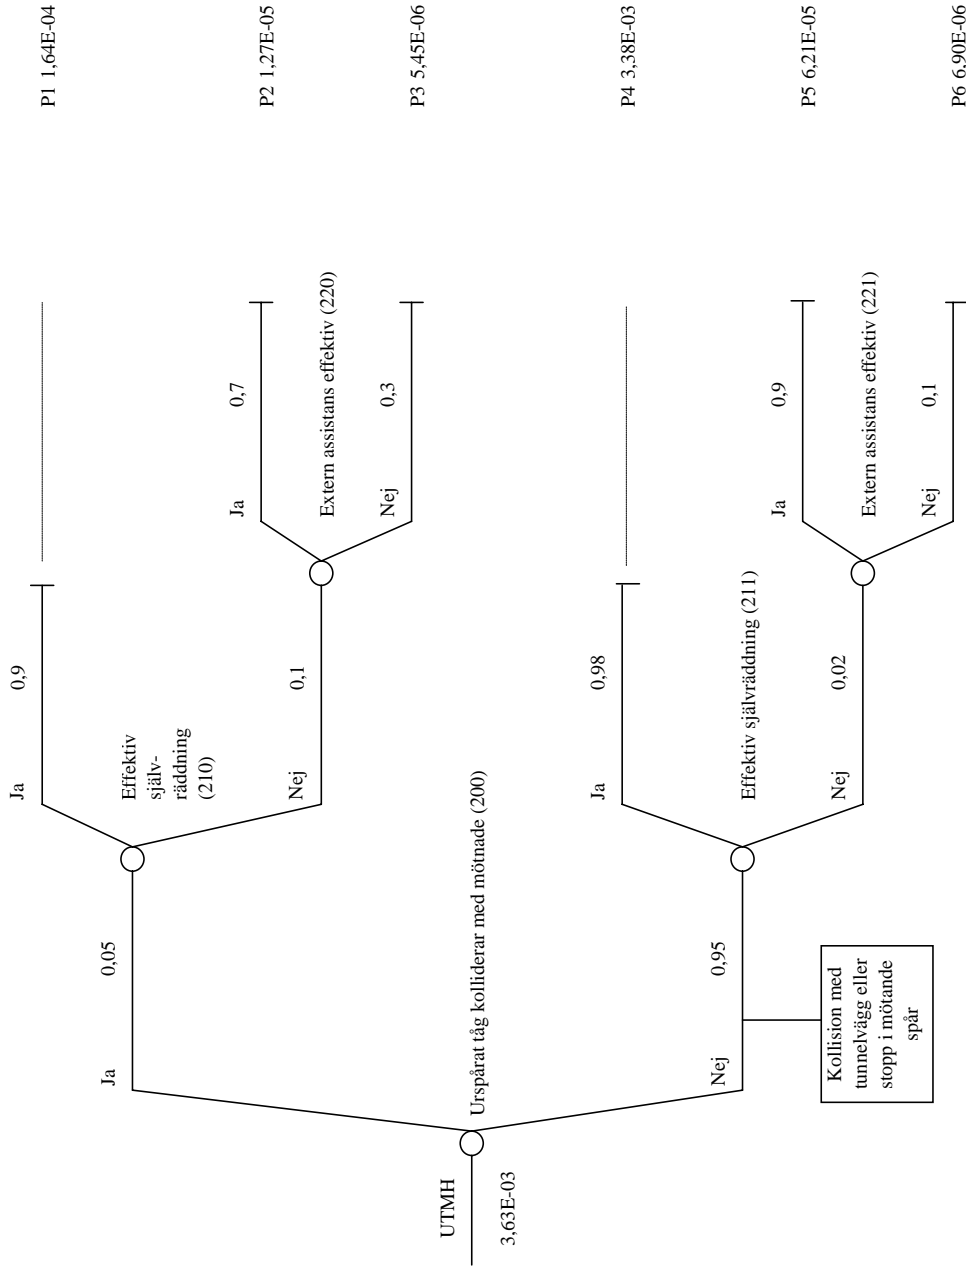 UTMH
3,63E-03
Urspårat tåg kolliderar med mötnade (200)
Ja
0,05
Effektiv
själv-
räddning
(210)
Ja
0,9
P1 1,64E-04
Nej
0,1
Extern assistans effektiv (220)
Ja
0,7
P2 1,27E-05
Nej
0,3
P3 5,45E-06
Nej
0,95
Kollision med
tunnelvägg eller
stopp i mötande
spår
Effektiv självräddning (211)
Ja
0,98
P4 3,38E-03
Nej
0,02
Extern assistans effektiv (221)
Ja
0,9
P5 6,21E-05
Nej
0,1
P6 6,90E-06